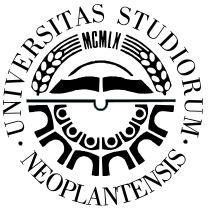 UNIVERSITAS STUDIORUM
MCMLX
· NEOPLANTENSIS ·